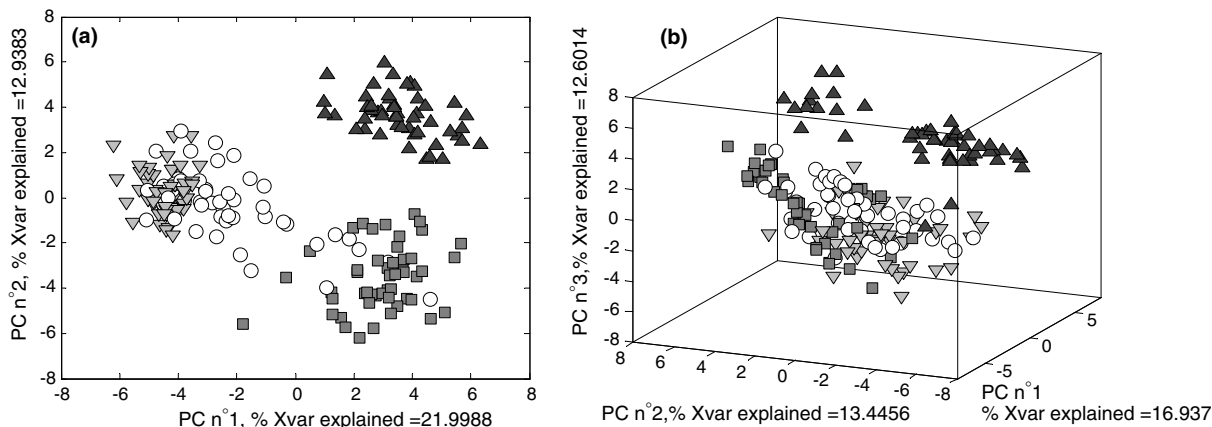 (a)
PC n°2, % Xvar explained =12.9383
8
6
4
2
0
-2
-4
-6
-8
-8 -6 -4 -2 0 2 4 6 8
PC n°1, % Xvar explained =21.9988
(b)
PC n°3,% Xvar explained =12.6014
8
6
4
2
0
-2
-4
-6
-8
8 6 4 2 0 -2 -4 -6 -8
PC n°2,% Xvar explained =13.4456
-5 0 5
PC n°1
% Xvar explained =16.937